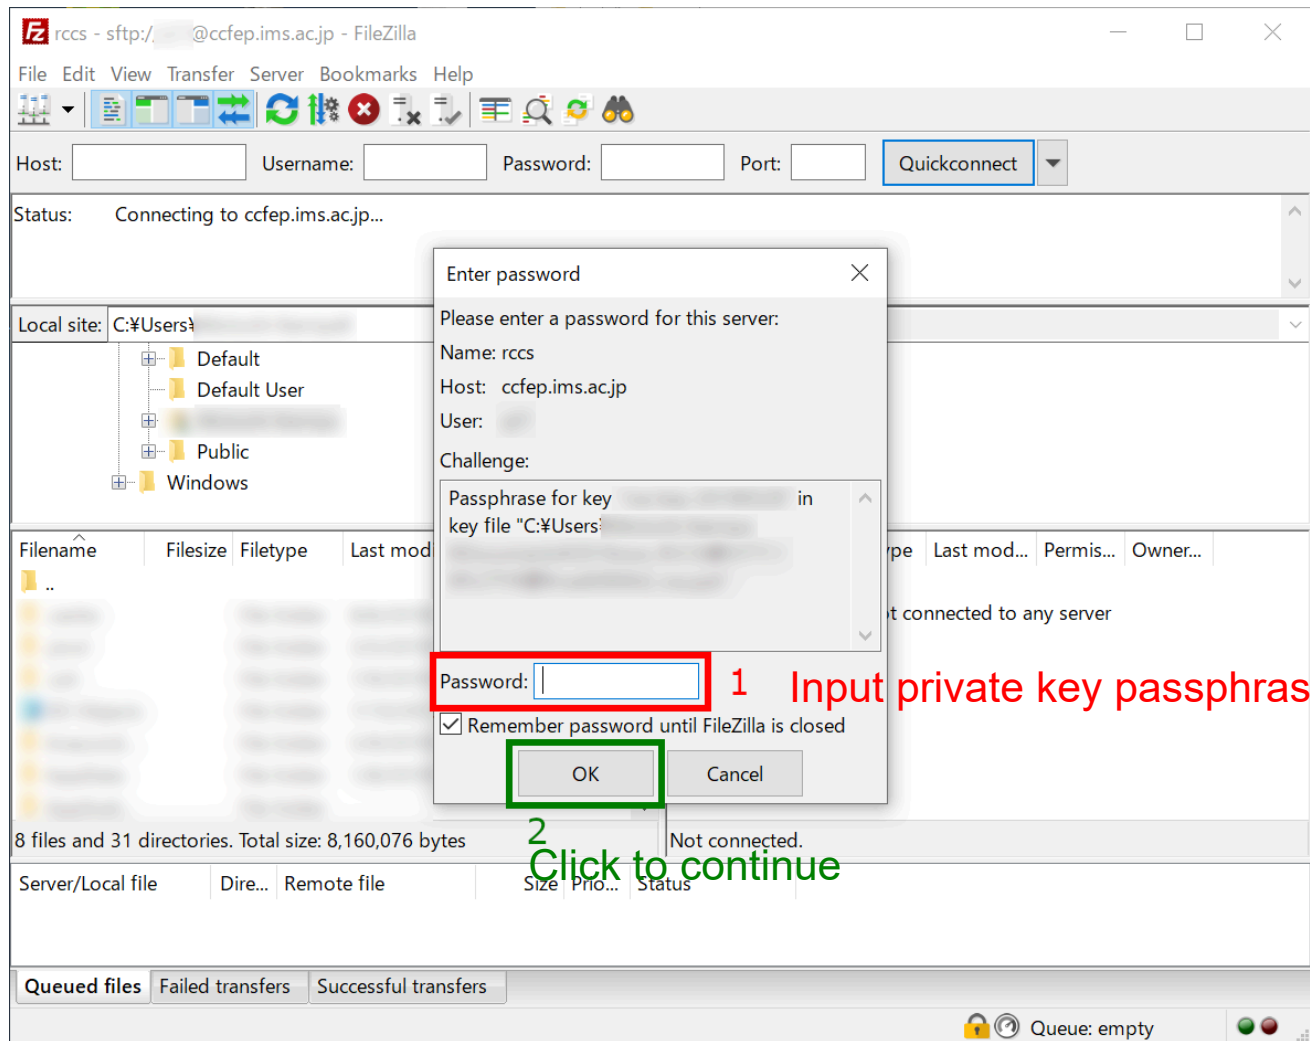 rccs - sftp:/ @ccfep.ims.ac.jp - FileZilla
File Edit View Transfer Server Bookmarks Help
Host: Username: Password: Port: Quickconnect
Status: Connecting to ccfep.ims.ac.jp...
Enter password
Please enter a password for this server:
Name: rccs
Host: ccfep.ims.ac.jp
User:
Challenge:
Passphrase for key in
key file "C:¥Users¥
Password:
1 Input private key passphras
Remember password until FileZilla is closed
OK Cancel
2
Click to continue
Local site: C:¥Users¥
Default
Default User
Public
Windows
Filename Filesize Filetype Last mod
..
8 files and 31 directories. Total size: 8,160,076 bytes
pe Last mod... Permis... Owner...
t connected to any server
Not connected.
Server/Local file Dire... Remote file Size Prio... Status
Queued files Failed transfers Successful transfers
Queue: empty